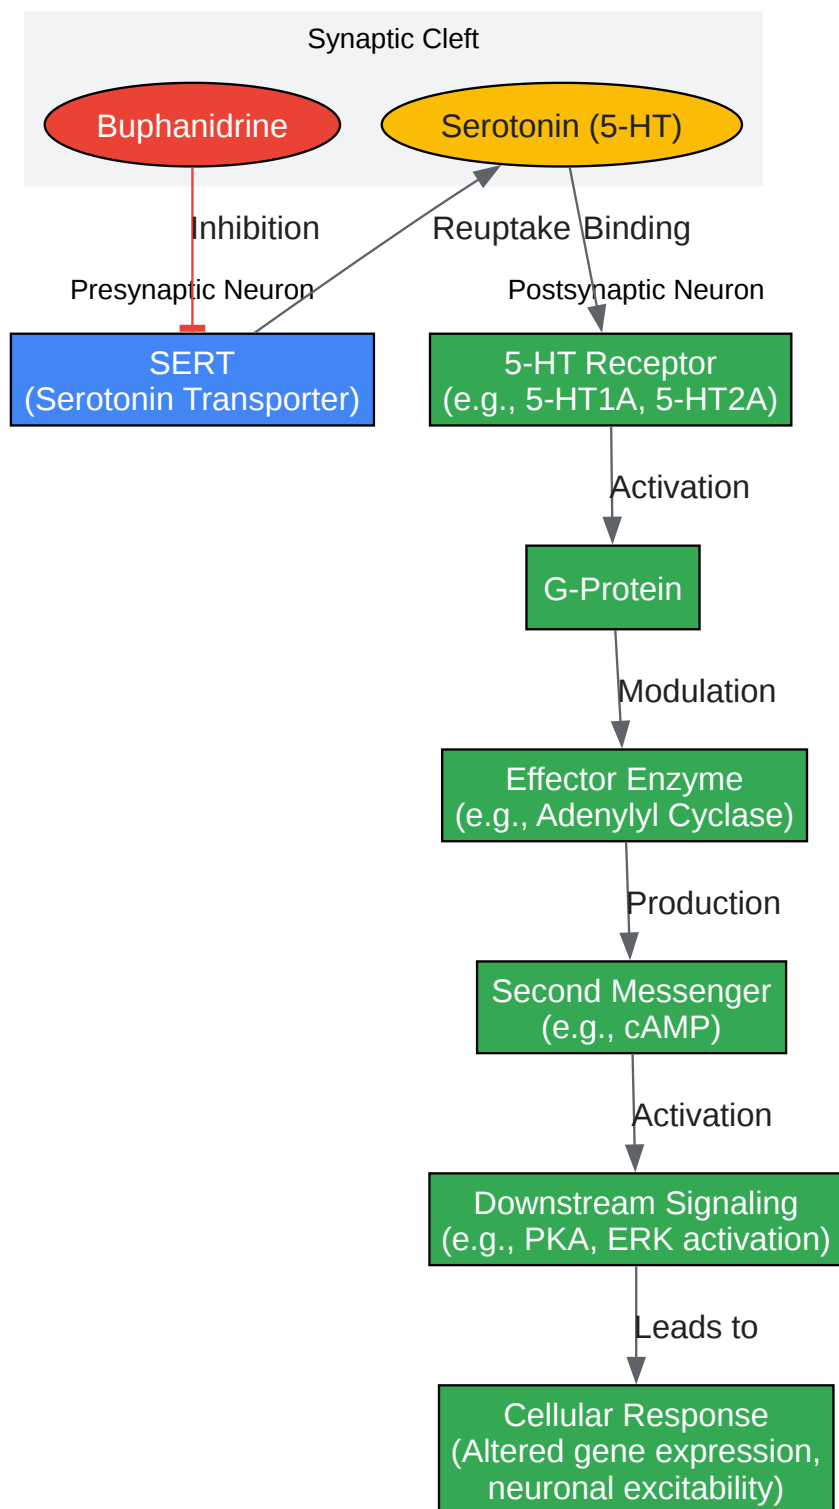 Synaptic Cleft
Buphanidrine
Serotonin (5-HT)
Inhibition
Reuptake
Binding
Presynaptic Neuron
Postsynaptic Neuron
SERT
(Serotonin Transporter)
5-HT Receptor
(e.g., 5-HT1A, 5-HT2A)
Activation
G-Protein
Modulation
Effector Enzyme
(e.g., Adenylyl Cyclase)
Production
Second Messenger
(e.g., cAMP)
Activation
Downstream Signaling
(e.g., PKA, ERK activation)
Leads to
Cellular Response
(Altered gene expression,
neuronal excitability)